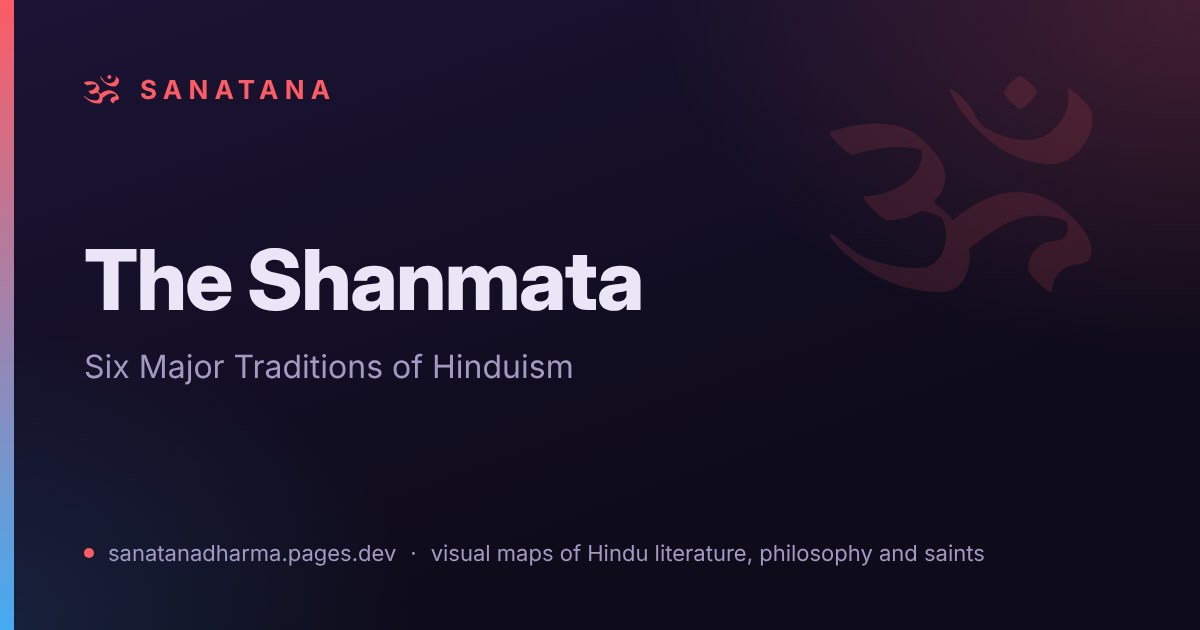 ॐ SANATANA
ॐ
The Shanmata
Six Major Traditions of Hinduism
sanatanadharma.pages.dev · visual maps of Hindu literature, philosophy and saints